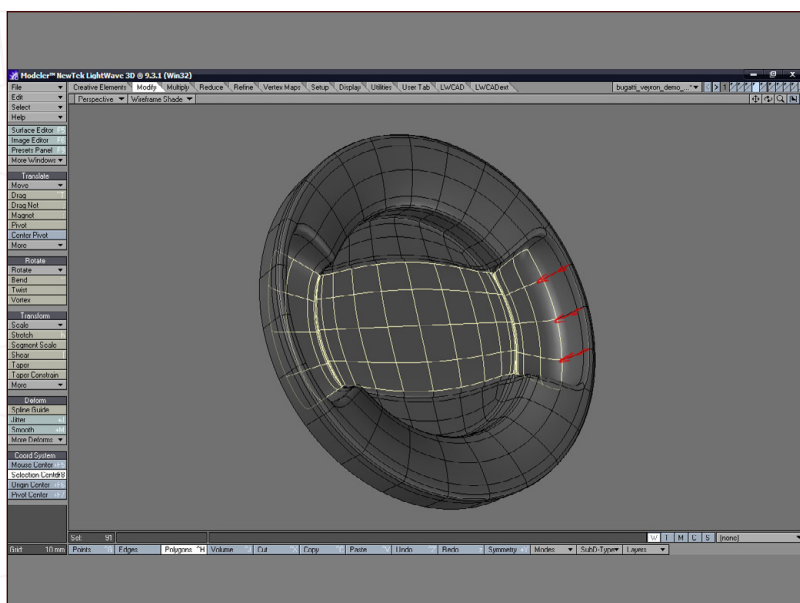 Modeler™ NewTek LightWave 3D ® 9.3.1 (Win32)
File
Creative Elements Modify Multiply Reduce Refine Vertex Maps Setup Display Utilities User Tab LWCAD LWCADext
bugatti_veyron_demo_...*
1
Edit
Perspective Wireframe Shade
Select
Help
Surface Editor F5
Image Editor F6
Presets Panel
More Windows
Translate
Move
Drag
Drag Net
Magnet
Pivot
Center Pivot
More
Rotate
Rotate
Bend
Twist
Vortex
Transform
Scale
Stretch
Segment Scale
Shear
Taper
Taper Constrain
More
Deform
Spline Guide
Jitter
Smooth
More Deforms
Coord System
Mouse Center
Selection Center
Origin Center
Pivot Center
Sel: 91
W T M C S (none)
Grid: 10 mm Points Edges Polygons ^H Volume Cut Copy Paste Undo Redo Symmetry Modes SubD-Type Layers